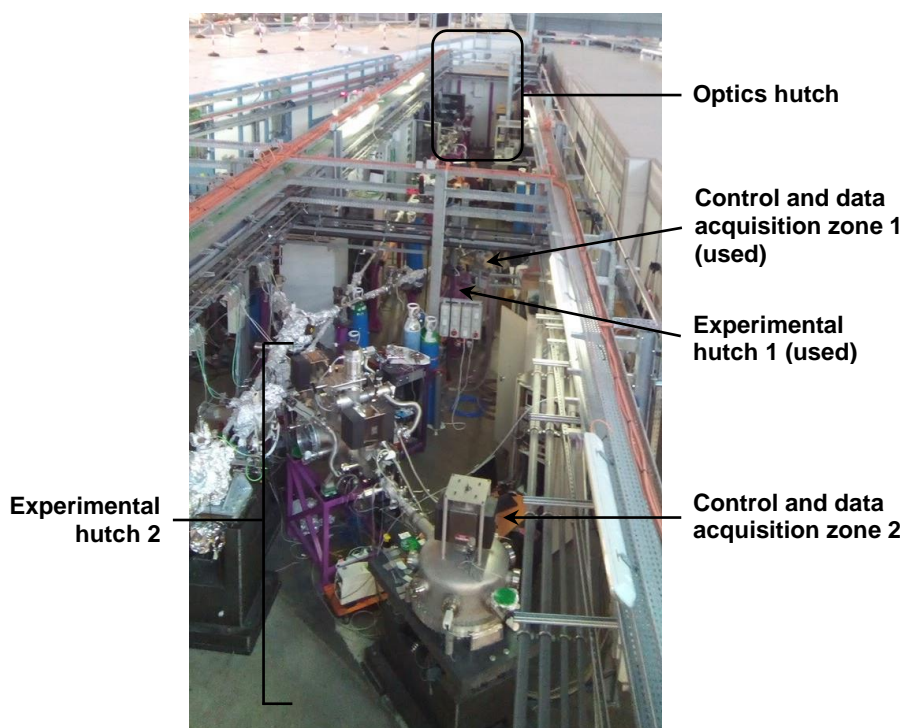 Optics hutch
Control and data
acquisition zone 1
(used)
Experimental
hutch 1 (used)
Experimental
hutch 2
Control and data
acquisition zone 2